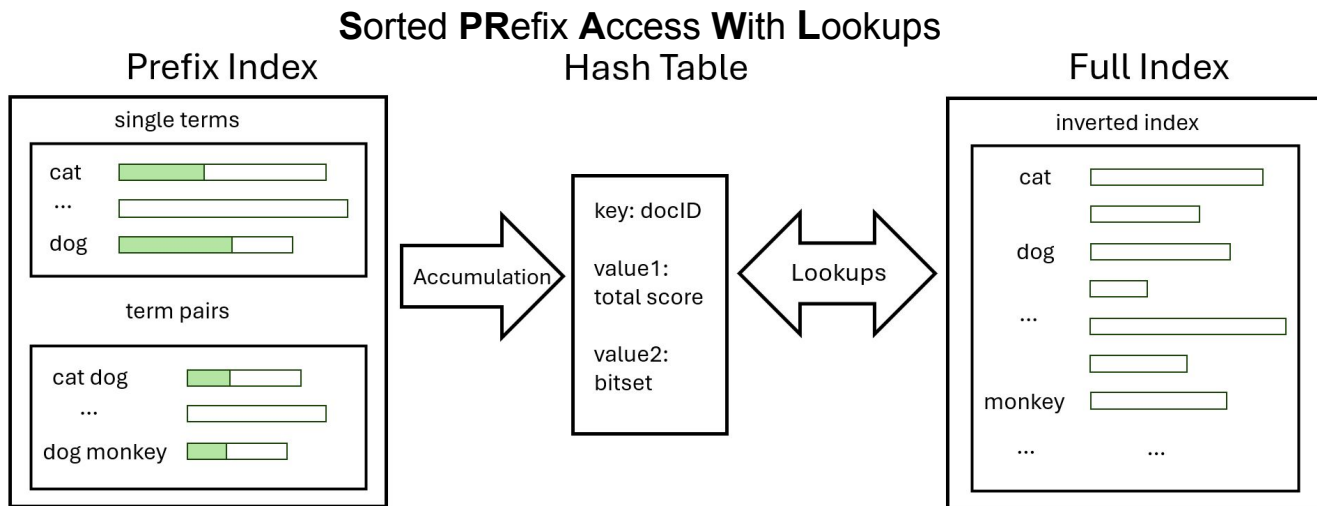 Sorted PRefix Access With Lookups
Prefix Index
single terms
cat
...
dog
term pairs
cat dog
...
dog monkey
Accumulation
Hash Table
key: docID
value1:
total score
value2:
bitset
Lookups
Full Index
inverted index
cat
dog
...
monkey
... ...